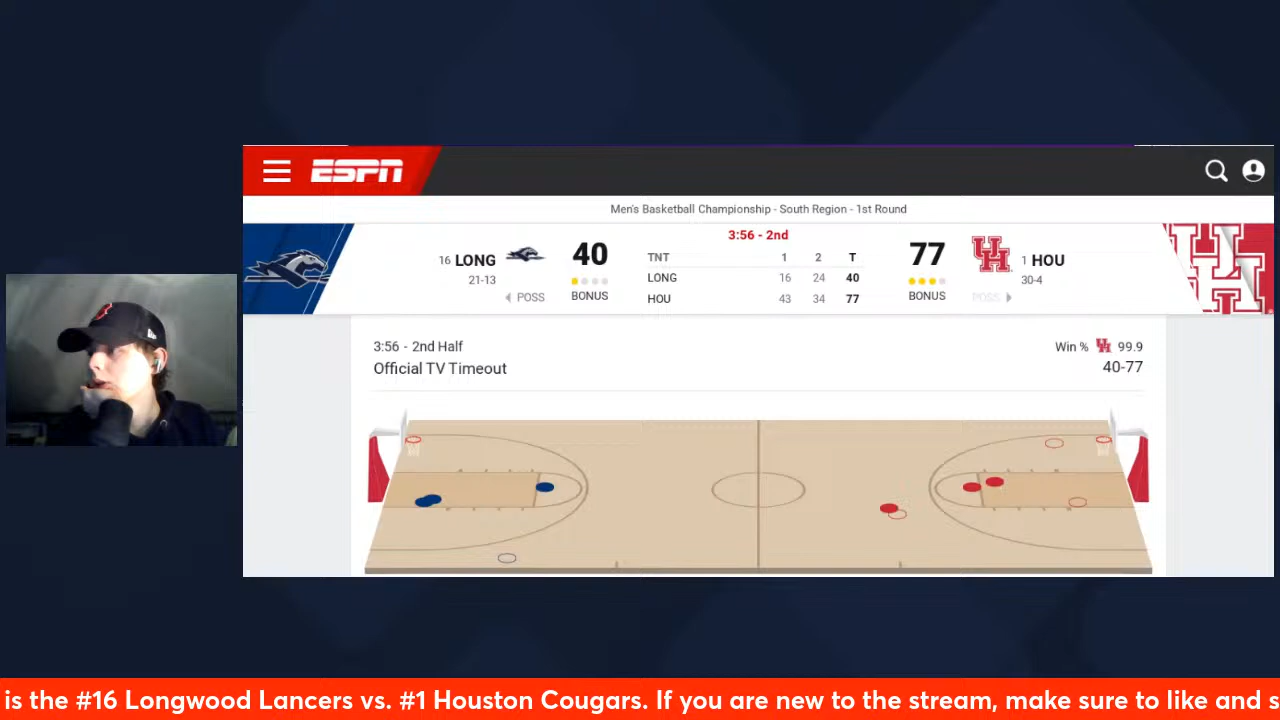 ESPN
Men's Basketball Championship - South Region - 1st Round
16 LONG
21-13
POSS
40
BONUS
3:56 - 2nd
TNT 1 2 T
LONG 16 24 40
HOU 43 34 77
77
BONUS
1 HOU
30-4
POSS
3:56 - 2nd Half
Official TV Timeout
Win % 99.9
40-77
is the #16 Longwood Lancers vs. #1 Houston Cougars. If you are new to the stream, make sure to like and s